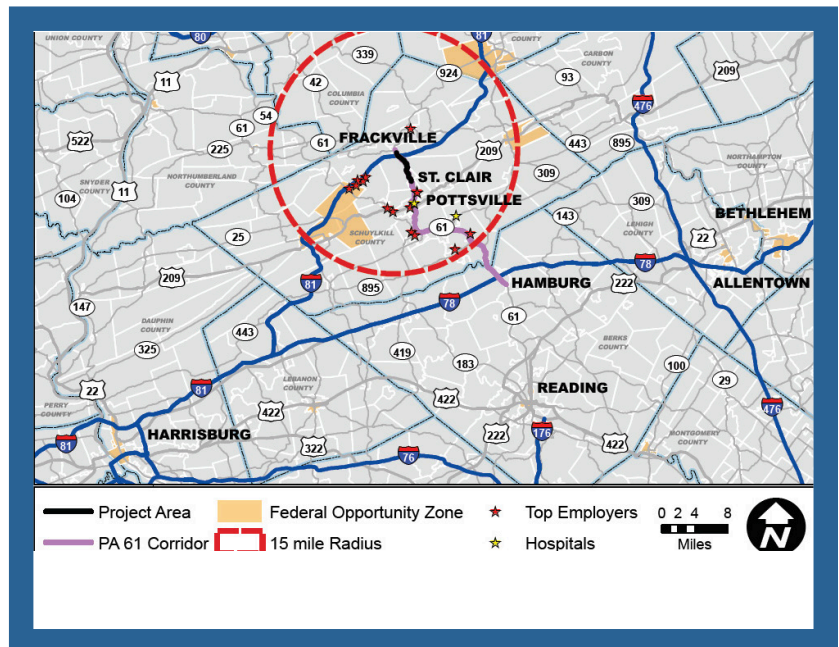 UNION COUNTY
80
81
COUNTY
CARBON COUNTY
339
924
93
209
11
42
COLUMBIA COUNTY
476
54
61
FRACKVILLE
61
522
225
209
443
895
NORTHAMPTON COUNTY
ST. CLAIR
309
SNYDER COUNTY
11
NORTHUMBERLAND COUNTY
104
POTTSVILLE
309
BETHLEHEM
61
143
LEHIGH COUNTY
22
25
SCHUYLKILL COUNTY
78
209
81
895
HAMBURG
222
ALLENTOWN
147
78
61
DAUPHIN COUNTY
443
325
419
183
BERKS COUNTY
100
29
22
81
LEBANON COUNTY
READING
PERRY COUNTY
422
422
476
81
HARRISBURG
322
222
176
422
MONTGOMERY COUNTY
76
Project Area
Federal Opportunity Zone
Top Employers
0 2 4 8
Miles
N
PA 61 Corridor
15 mile Radius
Hospitals